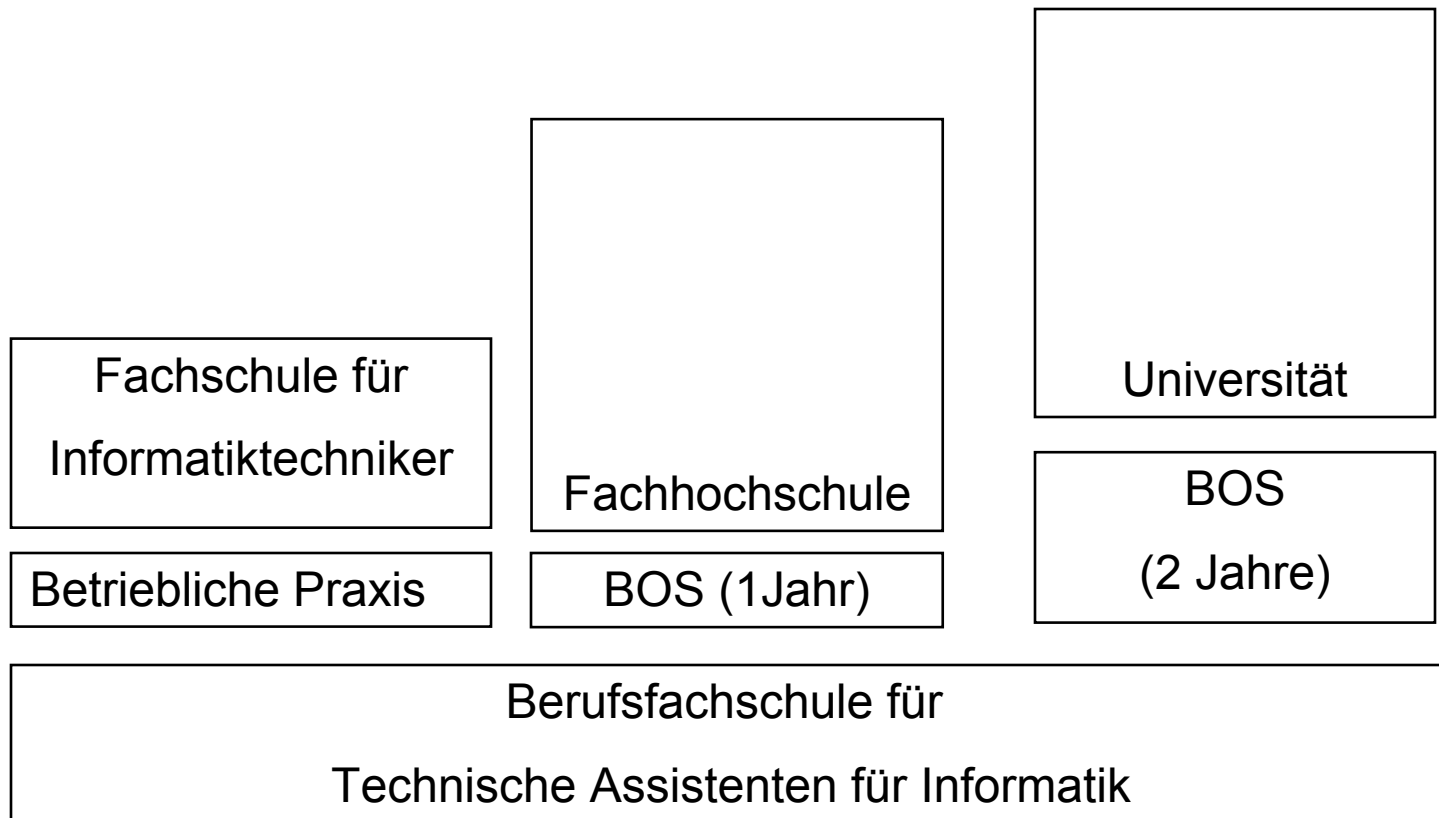 Fachschule für
Informatiktechniker
Betriebliche Praxis
Fachhochschule
BOS (1Jahr)
Universität
BOS
(2 Jahre)
Berufsfachschule für
Technische Assistenten für Informatik